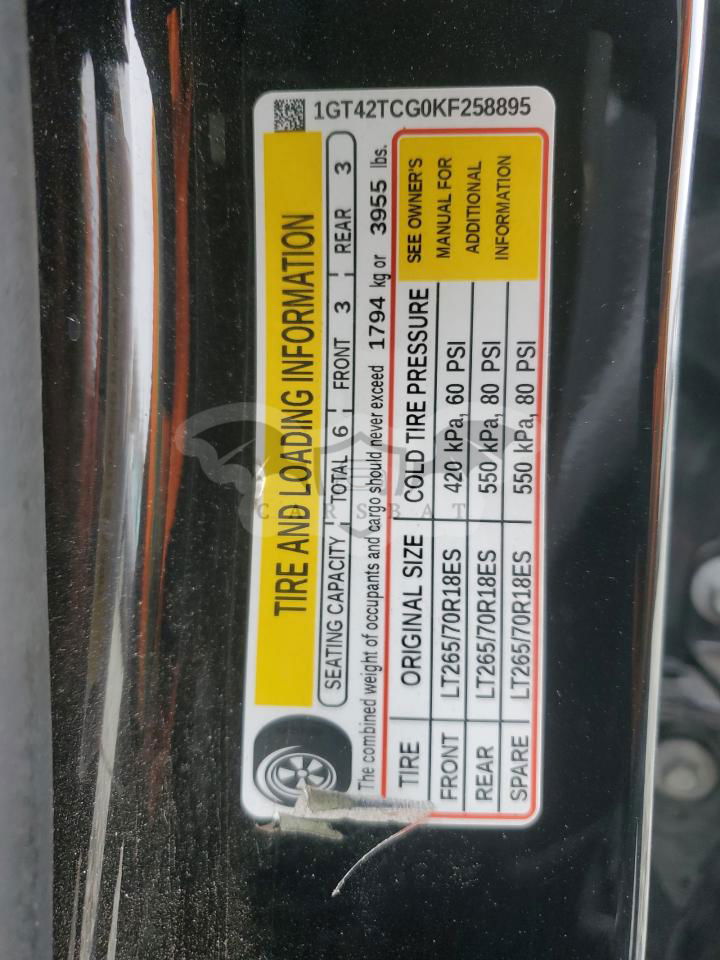 1GT42TCG0KF258895
TIRE AND LOADING INFORMATION
SEATING CAPACITY TOTAL 6 FRONT 3 REAR 3
The combined weight of occupants and cargo should never exceed 1794 kg or 3955 lbs.
TIRE ORIGINAL SIZE COLD TIRE PRESSURE
FRONT LT265/70R18ES 420 kPa, 60 PSI
REAR LT265/70R18ES 550 kPa, 80 PSI
SPARE LT265/70R18ES 550 kPa, 80 PSI
SEE OWNER'S
MANUAL FOR
ADDITIONAL
INFORMATION
CARSBAT